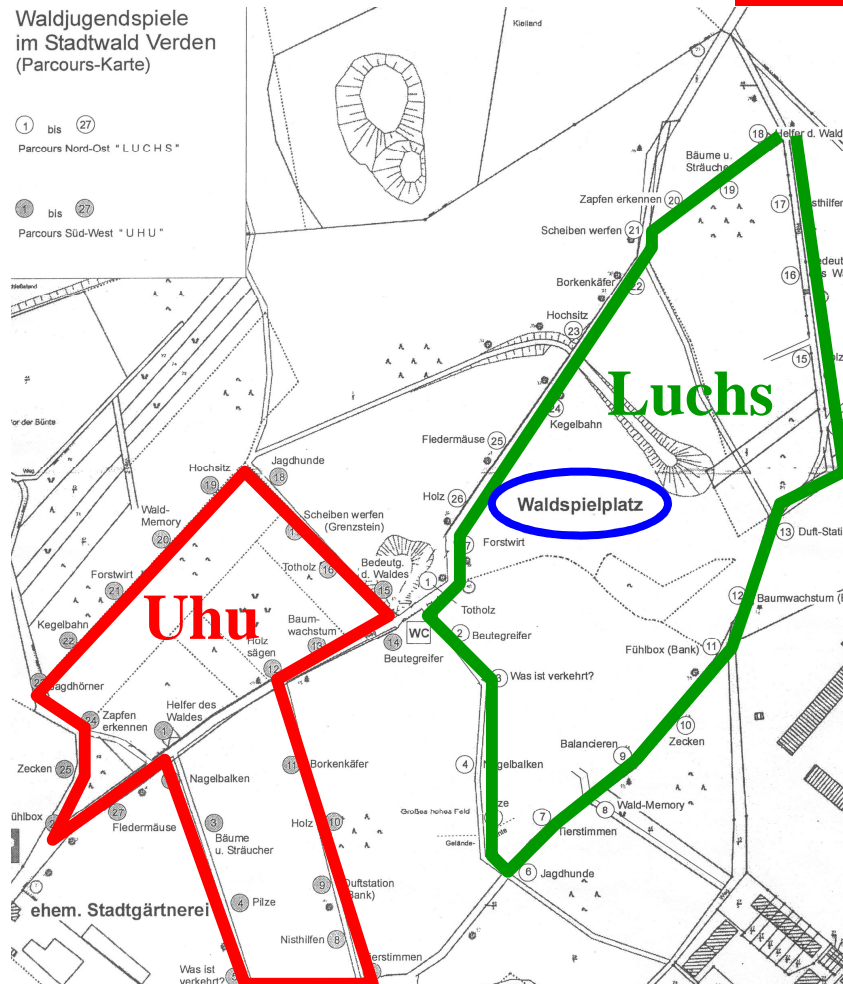 Waldjugendspiele
im Stadtwald Verden
(Parcours-Karte)
1 bis 27
Parcours Nord-Ost "LUCHS"
1 bis 27
Parcours Süd-West "UHU"
Kielland
18 Helfer d. Wald
Bäume u.
19
Zapfen erkennen 20
17
Scheiben werfen 21
Borkenkäfer
22
16
Hochsitz
23
15
Luchs
24
Kegelbahn
Fledermäuse 25
Holz 26
Waldspielplatz
Forstwirt
13 Duft-Stati
12 Baumwachstum
11
Fühlbox (Bank)
10
Zecken
Balancieren
9
8 Wald-Memory
7
Tierstimmen
6 Jagdhunde
Großes hohes Feld
Gelände-
4 Nagelbalken
3 Was ist verkehrt?
2 Beutegreifer
1
Totholz
WC
Weg
or der Bünte
Weg
Jagdhunde
18
Hochsitz
19
Scheiben werfen
(Grenzstein)
Wald-
Memory
20
Totholz
16
Bedeutg.
d. Waldes
15
Forstwirt
21
Uhu
Kegelbahn
22
Baum-
wachstum
13
14
Beutegreifer
Holz
sägen
12
Jagdhörner
Zapfen
erkennen
24
Helfer des
Waldes
1
Zecken 25
Nagelbalken
11 Borkenkäfer
27
Fledermäuse
3
Bäume
u. Sträucher
Holz 10
9 Duftstation
4 Pilze
ehem. Stadtgärtnerei
Nisthilfen 8
Was ist
verkehrt?